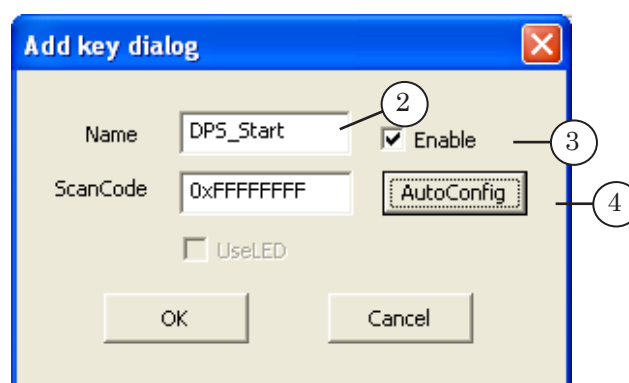 Add key dialog
2
Name DPS_Start Enable 3
ScanCode 0xFFFFFFFF AutoConfig 4
UseLED
OK Cancel